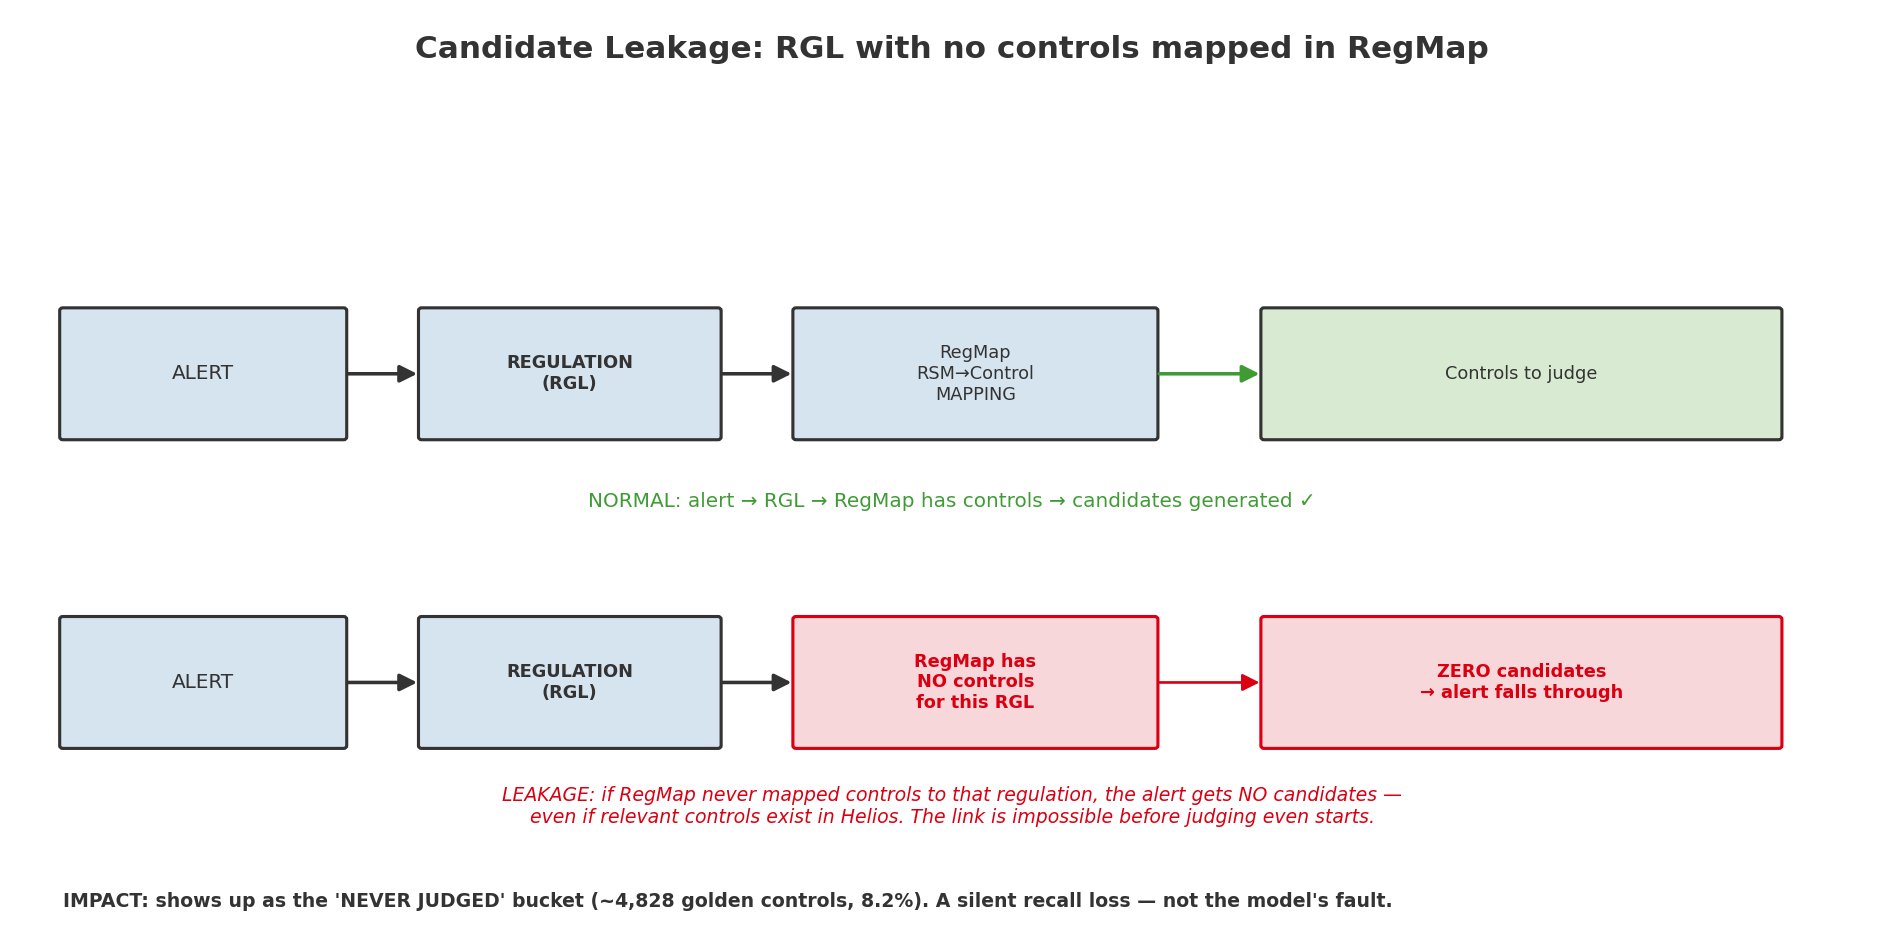 Candidate Leakage: RGL with no controls mapped in RegMap
ALERT
REGULATION
(RGL)
RegMap
RSM→Control
MAPPING
Controls to judge
NORMAL: alert → RGL → RegMap has controls → candidates generated ✓
ALERT
REGULATION
(RGL)
RegMap has
NO controls
for this RGL
ZERO candidates
→ alert falls through
LEAKAGE: if RegMap never mapped controls to that regulation, the alert gets NO candidates —
even if relevant controls exist in Helios. The link is impossible before judging even starts.
IMPACT: shows up as the 'NEVER JUDGED' bucket (~4,828 golden controls, 8.2%). A silent recall loss — not the model's fault.